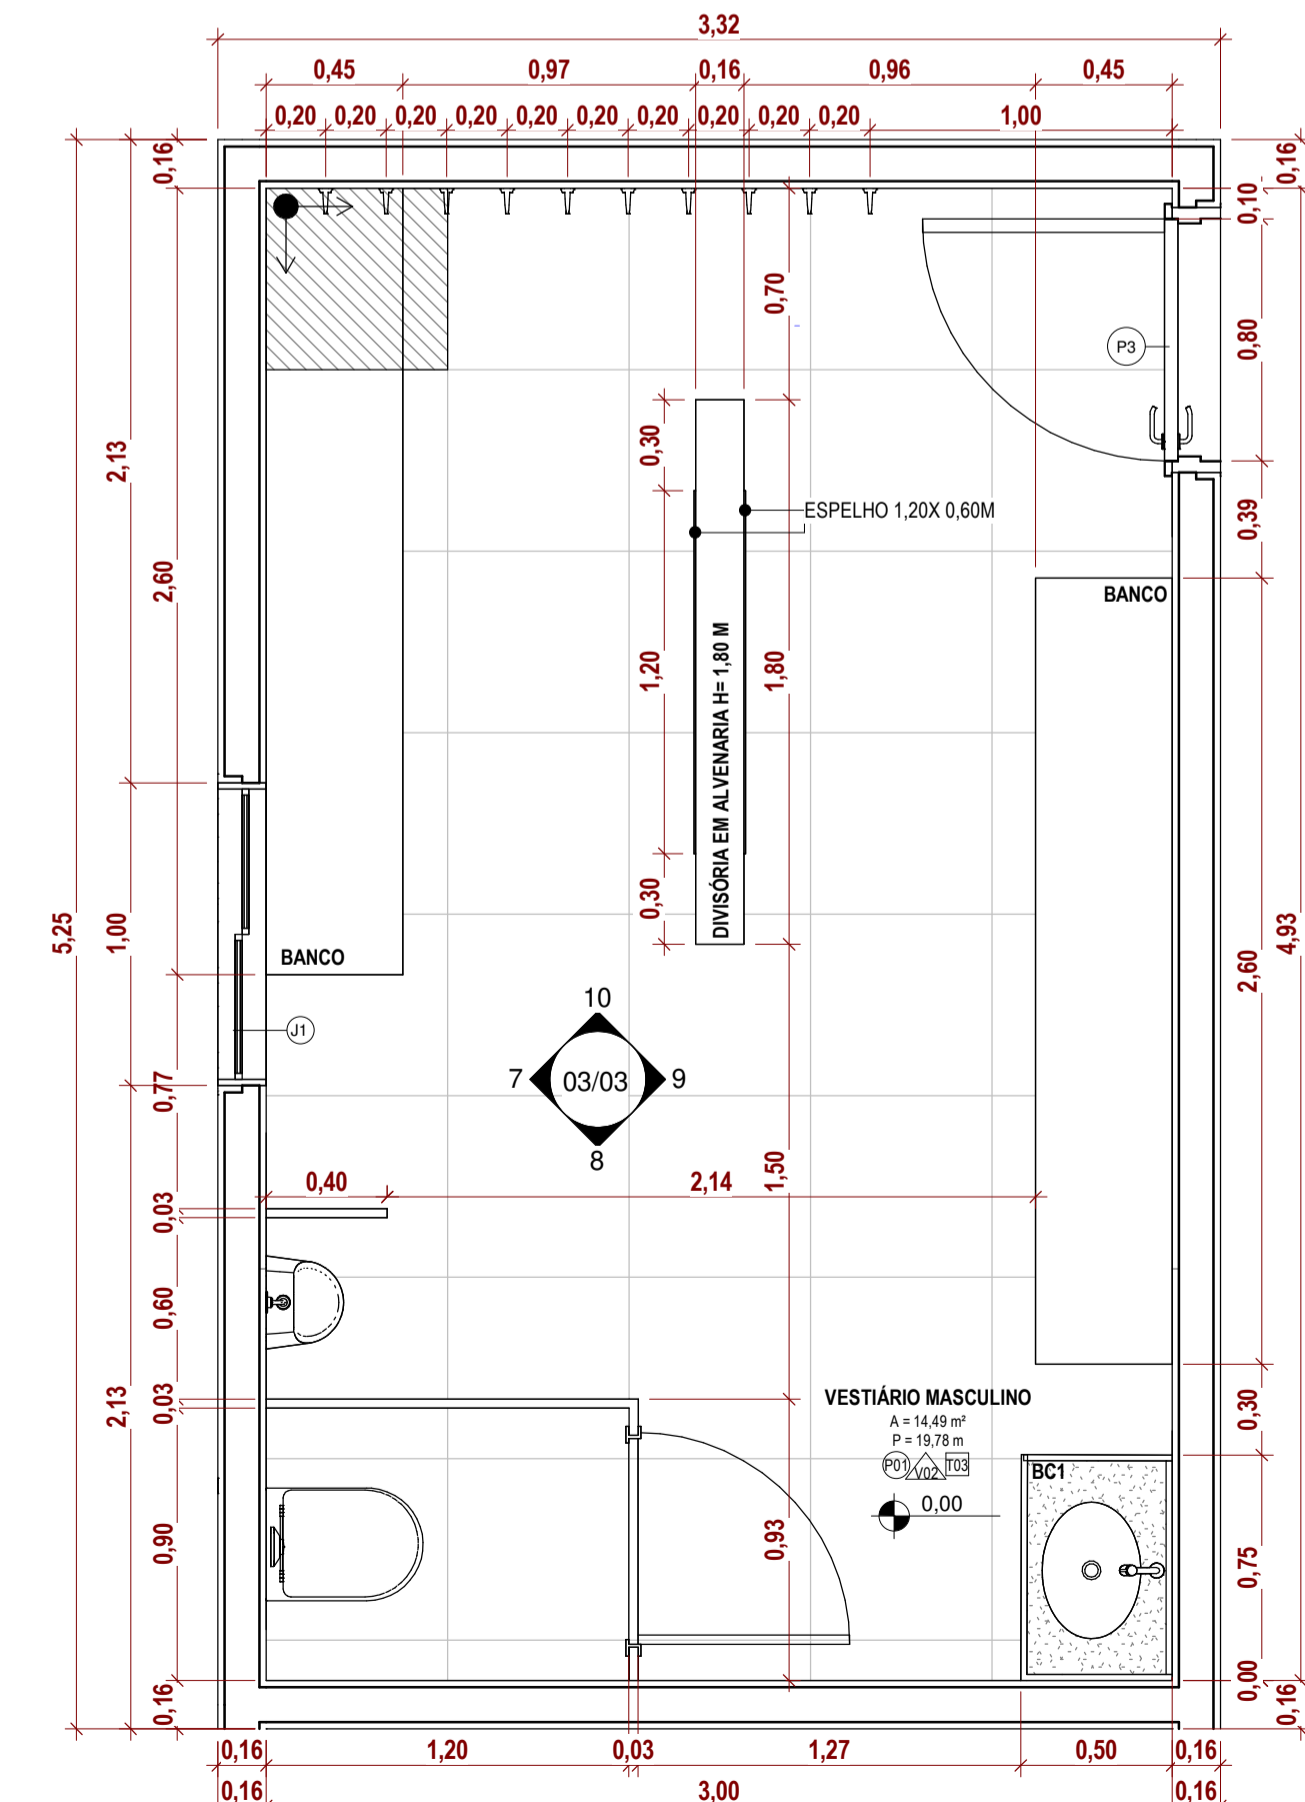 3,32
0,45 0,97 0,16 0,96 0,45
0,20 0,20 0,20 0,20 0,20 0,20 0,20 0,20 0,20 0,20 1,00
0,16
0,16
0,10
0,70
0,80
P3
2,13
0,30
0,39
ESPELHO 1,20X 0,60M
2,60
BANCO
1,20
1,80
DIVISÓRIA EM ALVENARIA H= 1,80 M
0,30
5,25
1,00
4,93
2,60
BANCO
10
J1
7
03/03
9
8
0,77
0,40
2,14
1,50
0,03
0,60
2,13
0,03
VESTIÁRIO MASCULINO
A = 14,49 m²
P = 19,78 m
P01 V02 T03
0,30
BC1
0,00
0,90
0,93
0,75
0,00
0,16
0,16
0,16 1,20 0,03 1,27 0,50 0,16
0,16 3,00 0,16